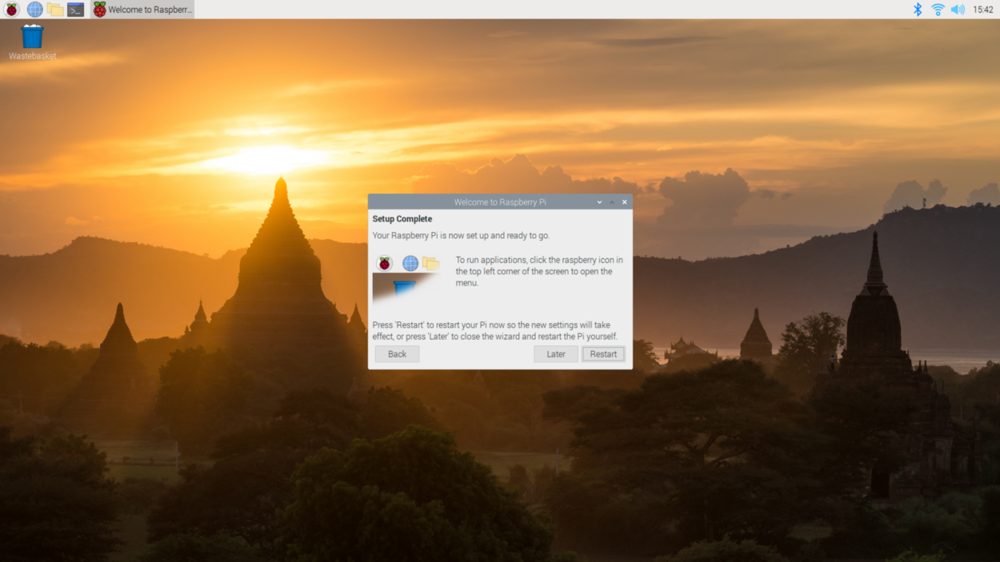 Welcome to Raspberr...
15:42
Wastebasket
Welcome to Raspberry Pi
Setup Complete
Your Raspberry Pi is now set up and ready to go.
To run applications, click the raspberry icon in
the top left corner of the screen to open the
menu.
Press 'Restart' to restart your Pi now so the new settings will take
effect, or press 'Later' to close the wizard and restart the Pi yourself.
Back
Later
Restart